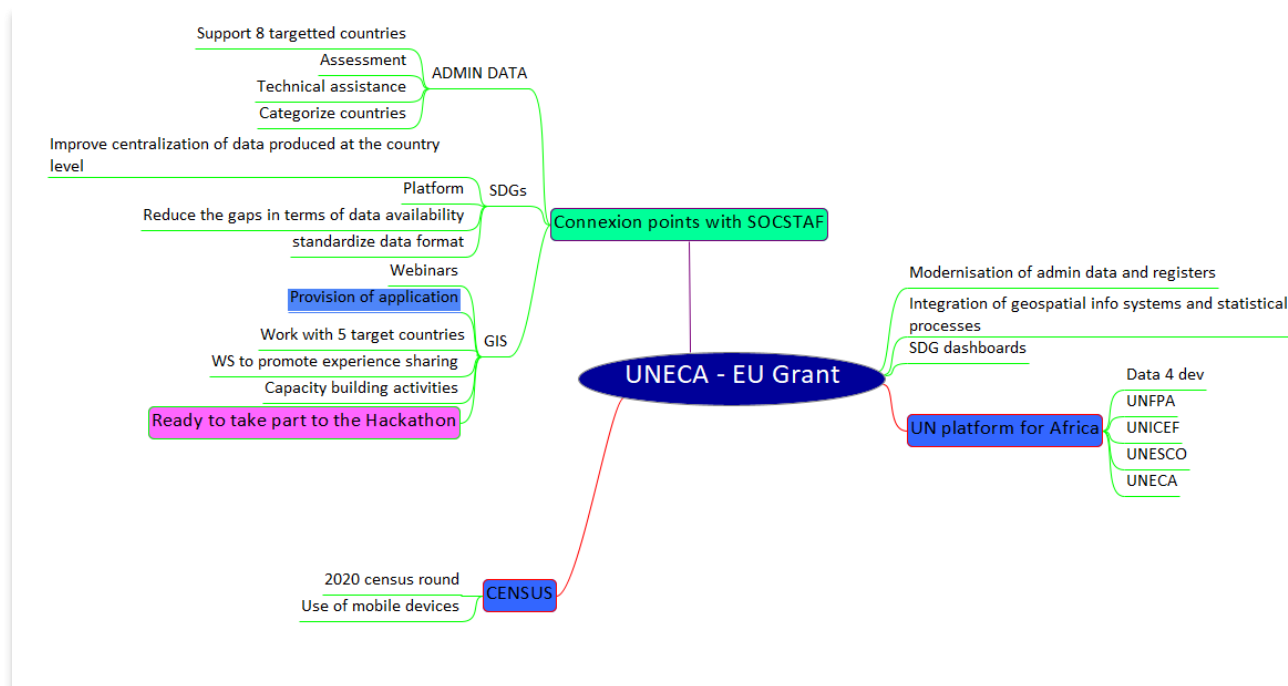 Support 8 targetted countries
Assessment
Technical assistance
Categorize countries
ADMIN DATA
Improve centralization of data produced at the country
level
Platform
Reduce the gaps in terms of data availability
standardize data format
SDGs
Webinars
Provision of application
Work with 5 target countries
WS to promote experience sharing
Capacity building activities
Ready to take part to the Hackathon
GIS
Connexion points with SOCSTAF
UNECA - EU Grant
Modernisation of admin data and registers
Integration of geospatial info systems and statistical
processes
SDG dashboards
UN platform for Africa
Data 4 dev
UNFPA
UNICEF
UNESCO
UNECA
2020 census round
Use of mobile devices
CENSUS